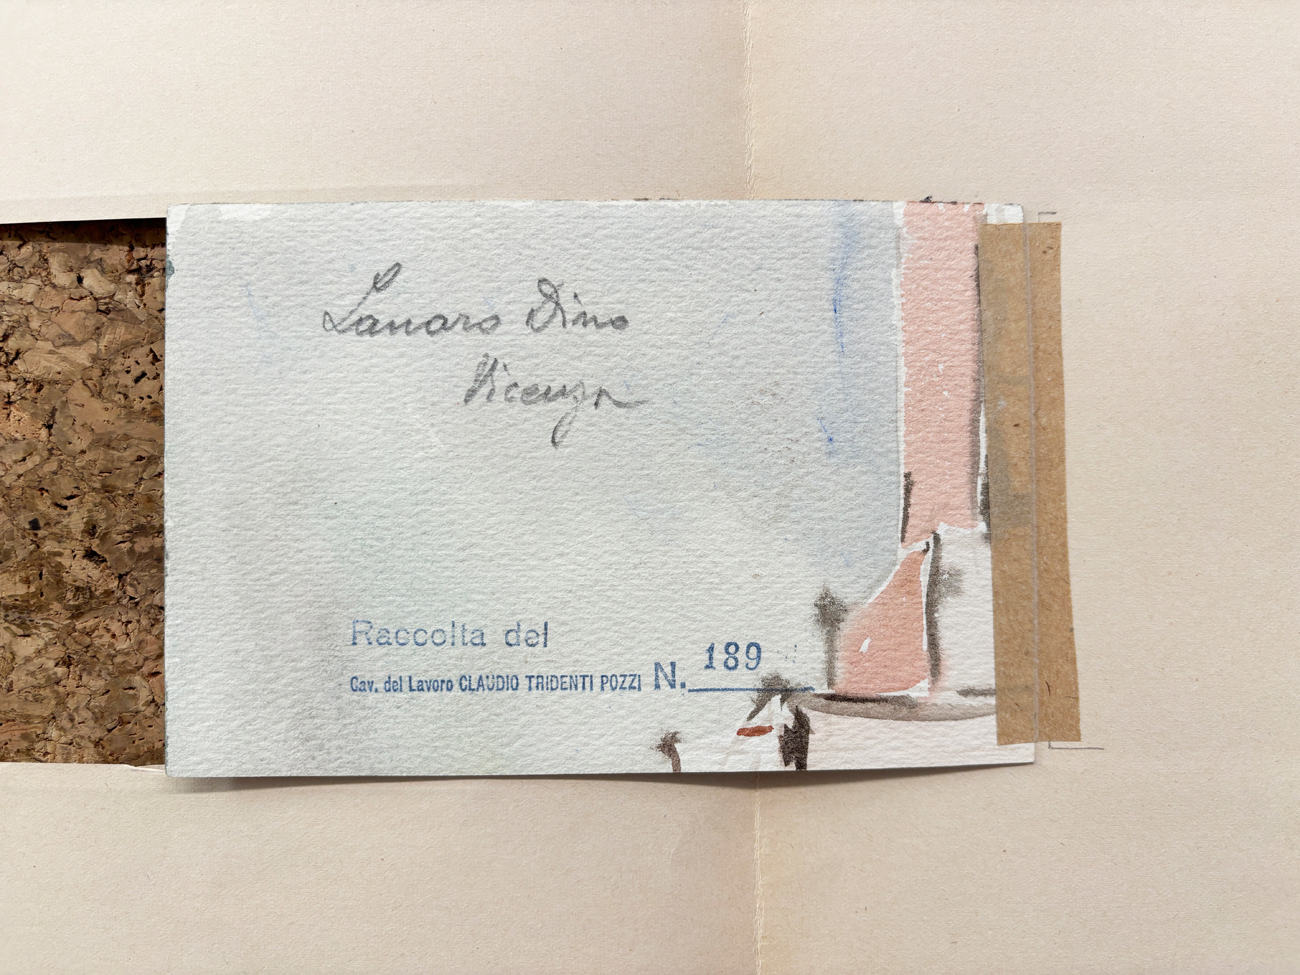 Lanaro Dino
Vicenza
Raccolta del
Cav. del Lavoro CLAUDIO TRIDENTI POZZI N. 189